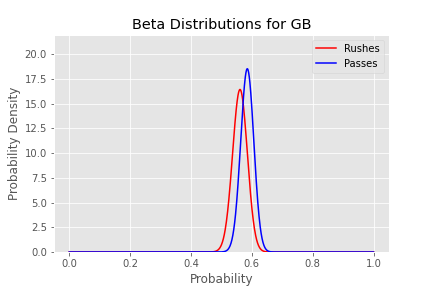 Beta Distributions for GB
Rushes
Passes
20.0
17.5
15.0
12.5
10.0
7.5
5.0
2.5
0.0
Probability Density
0.0 0.2 0.4 0.6 0.8 1.0
Probability